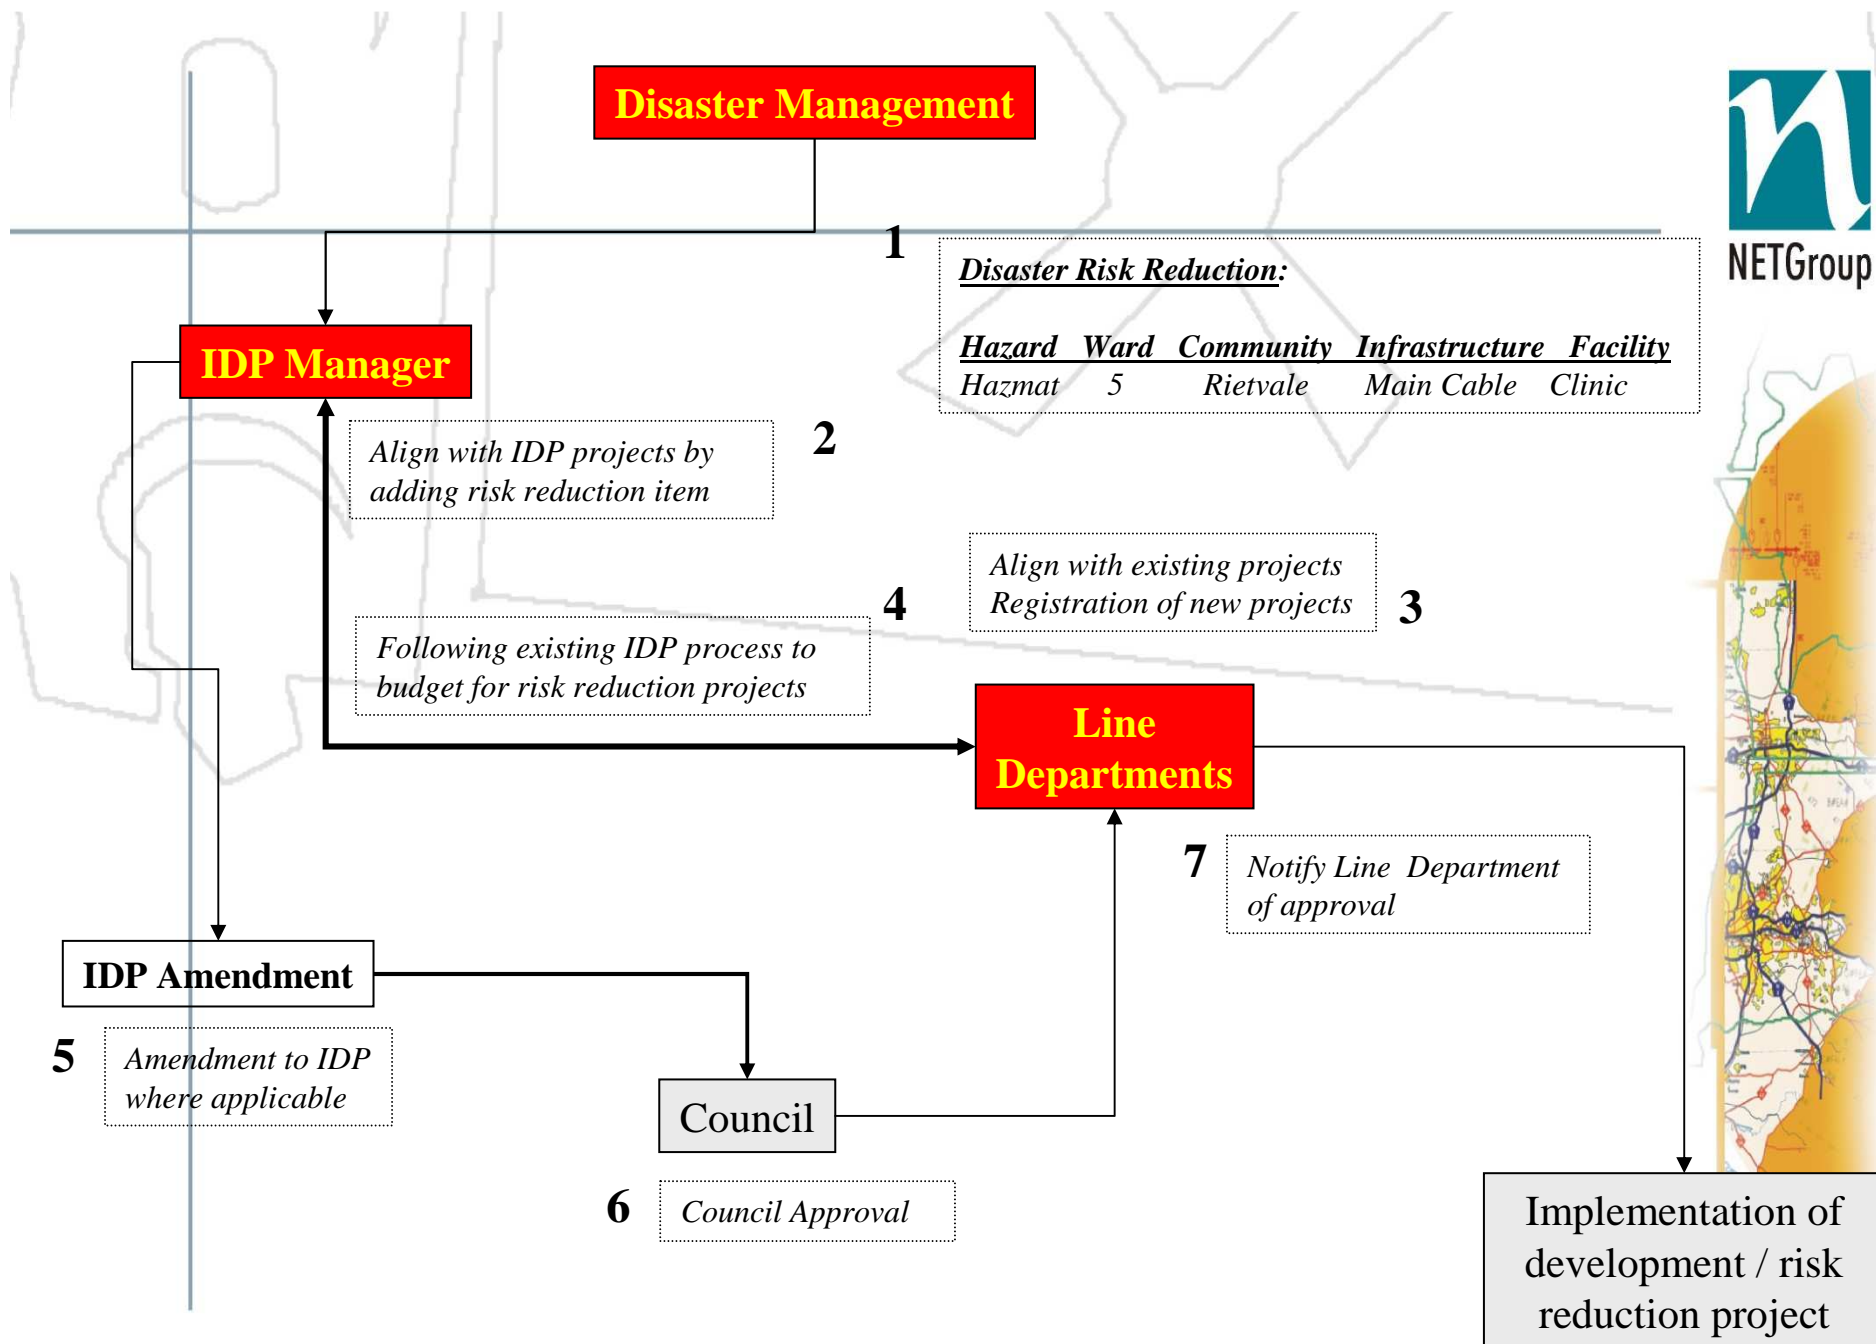 Disaster Management
NETGroup
1
Disaster Risk Reduction:
Hazard Ward Community Infrastructure Facility
Hazmat 5 Rietvale Main Cable Clinic
IDP Manager
2
Align with IDP projects by
adding risk reduction item
Align with existing projects
Registration of new projects
3
4
Following existing IDP process to
budget for risk reduction projects
Line
Departments
7
Notify Line Department
of approval
IDP Amendment
5
Amendment to IDP
where applicable
Council
6
Council Approval
Implementation of
development / risk
reduction project